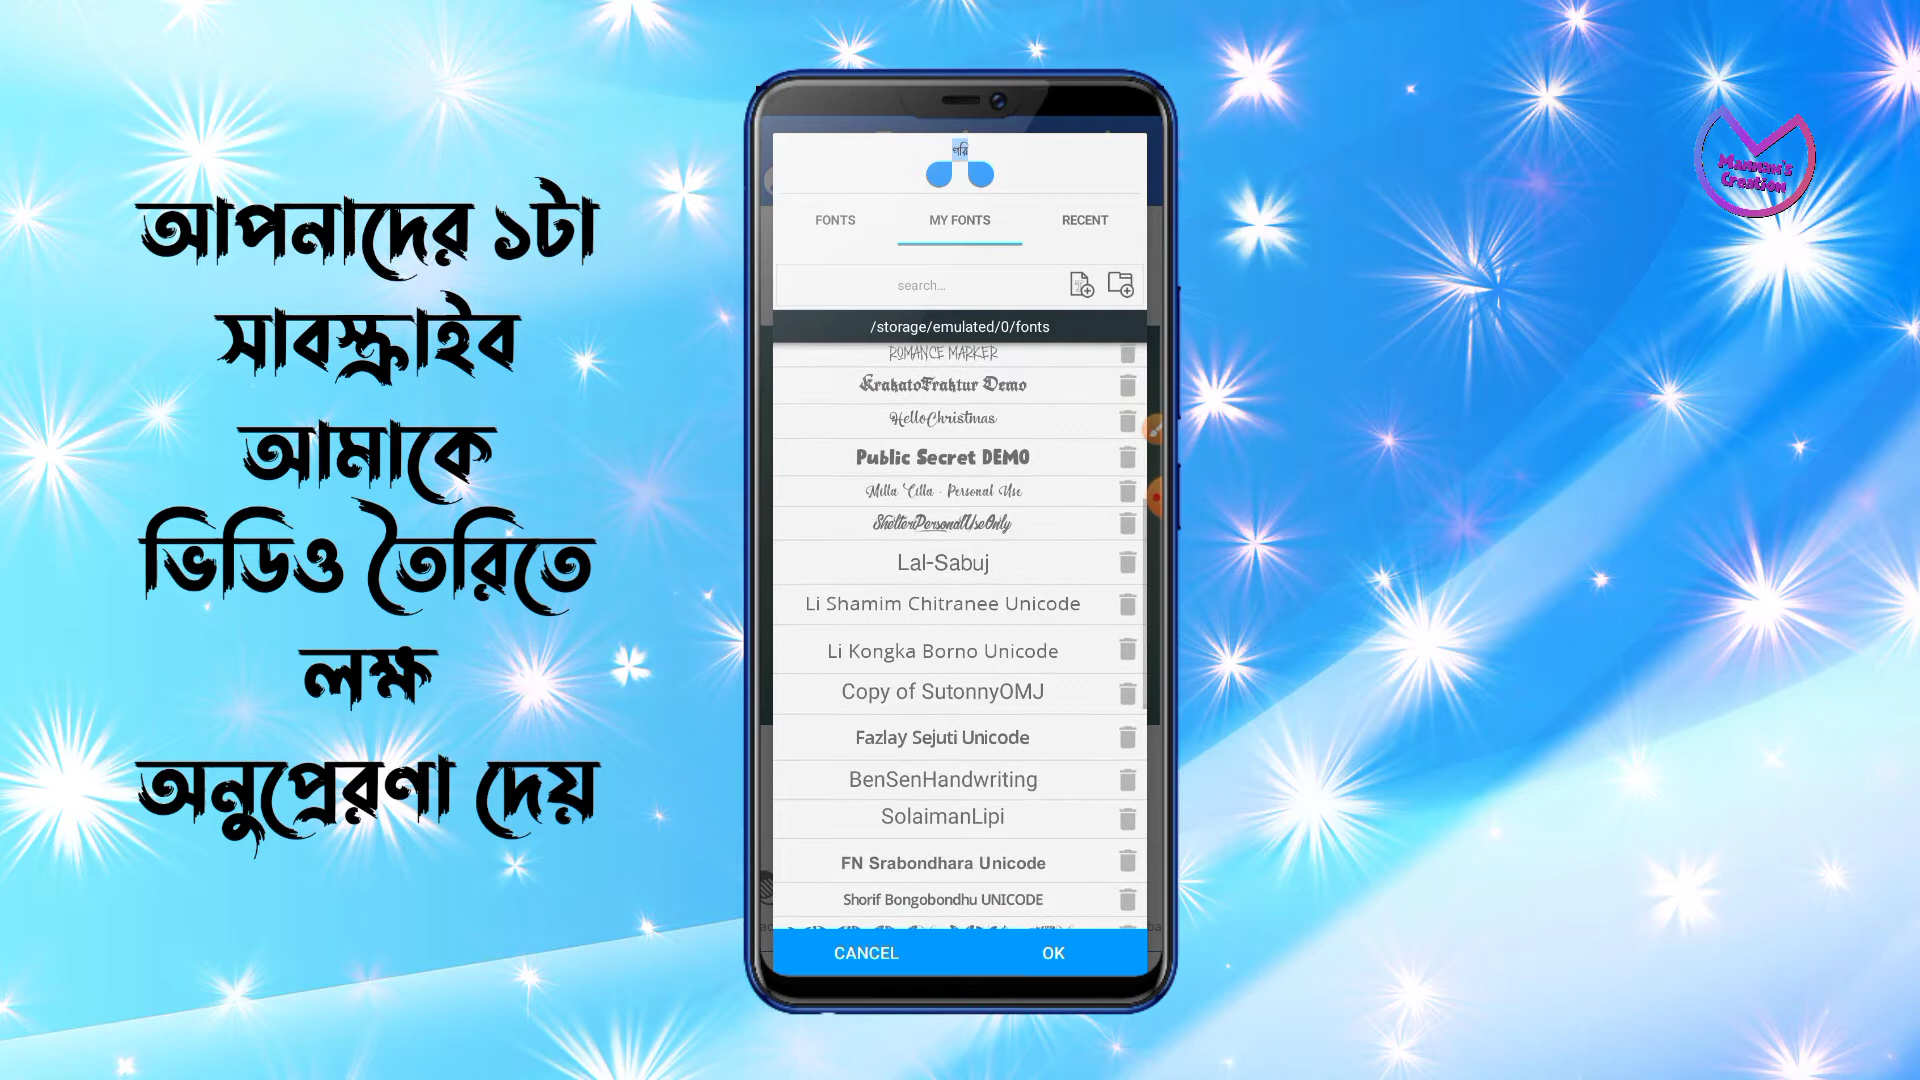 আপনাদের ১টা
সাবস্ক্রাইব
আমাকে
ভিডিও তৈরিতে
লক্ষ
অনুপ্রেরণা দেয়
Mannan's
Creation
FONTS
MY FONTS
RECENT
search...
/storage/emulated/0/fonts
ROMANCE MARKER
KrakatoFraktur Demo
HelloChristmas
Public Secret DEMO
Milla Cilla - Personal Use
ShelterPersonalUseOnly
Lal-Sabuj
Li Shamim Chitranee Unicode
Li Kongka Borno Unicode
Copy of SutonnyOMJ
Fazlay Sejuti Unicode
BenSenHandwriting
SolaimanLipi
FN Srabondhara Unicode
Shorif Bongobondhu UNICODE
CANCEL
OK